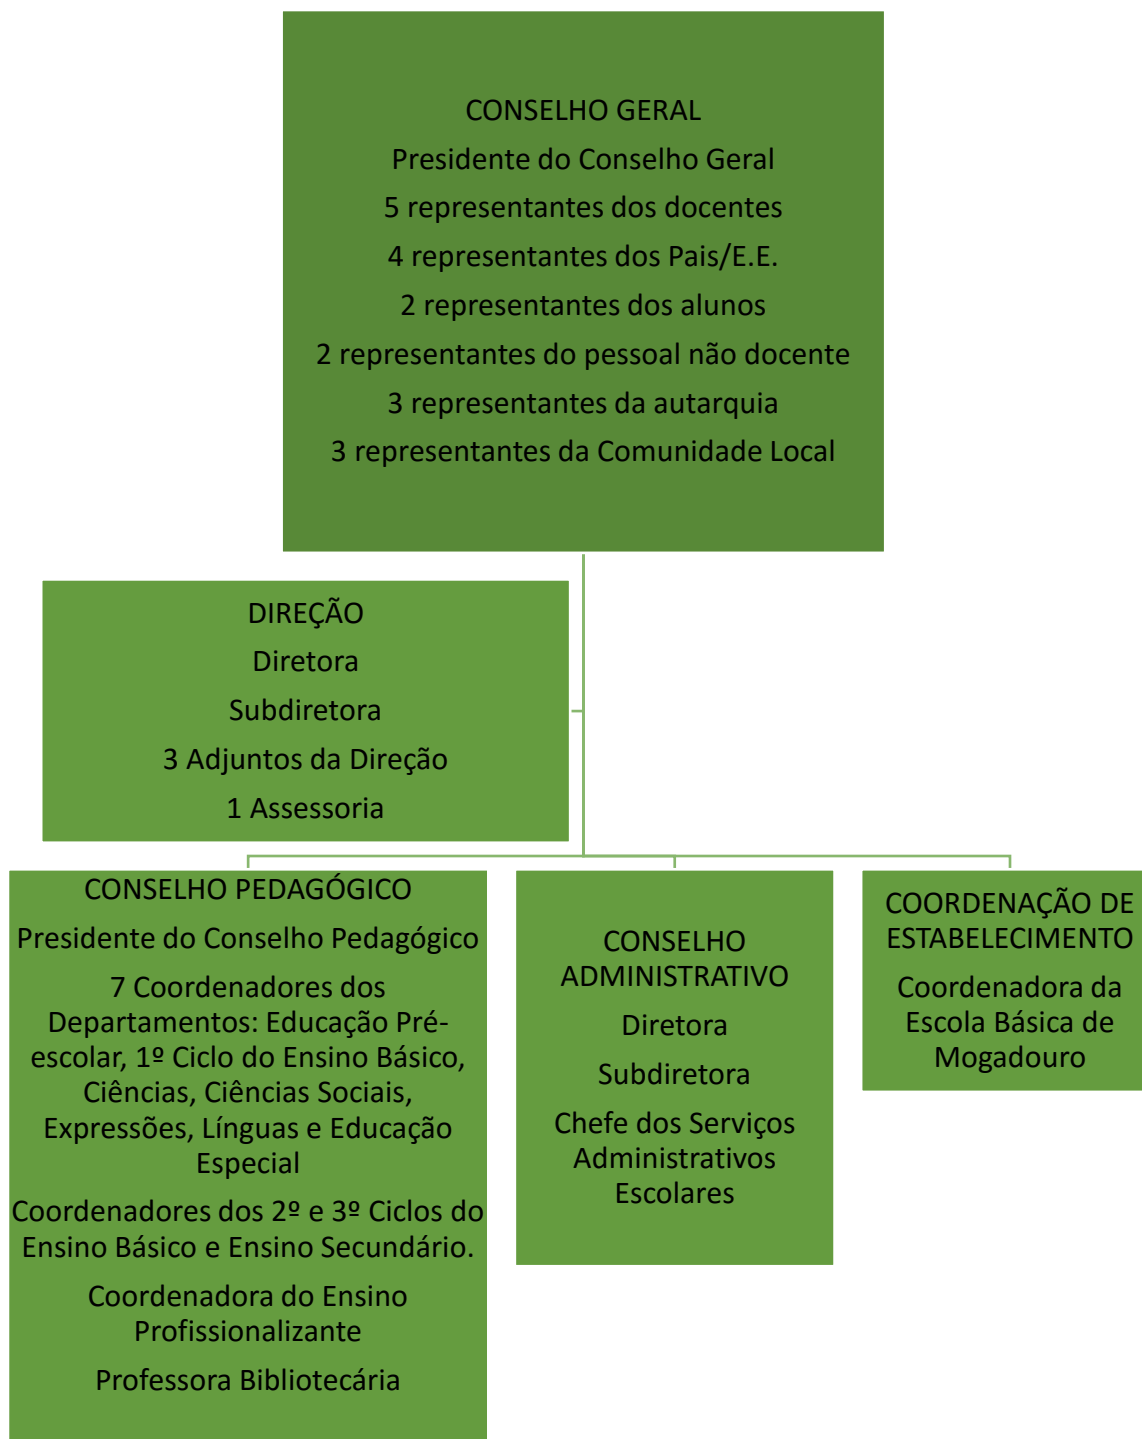 CONSELHO GERAL
Presidente do Conselho Geral
5 representantes dos docentes
4 representantes dos Pais/E.E.
2 representantes dos alunos
2 representantes do pessoal não docente
3 representantes da autarquia
3 representantes da Comunidade Local
DIREÇÃO
Diretora
Subdiretora
3 Adjuntos da Direção
1 Assessoria
CONSELHO PEDAGÓGICO
Presidente do Conselho Pedagógico
7 Coordenadores dos
Departamentos: Educação Pré-
escolar, 1º Ciclo do Ensino Básico,
Ciências, Ciências Sociais,
Expressões, Línguas e Educação
Especial
Coordenadores dos 2º e 3º Ciclos do
Ensino Básico e Ensino Secundário.
Coordenadora do Ensino
Profissionalizante
Professora Bibliotecária
CONSELHO
ADMINISTRATIVO
Diretora
Subdiretora
Chefe dos Serviços
Administrativos
Escolares
COORDENAÇÃO DE
ESTABELECIMENTO
Coordenadora da
Escola Básica de
Mogadouro